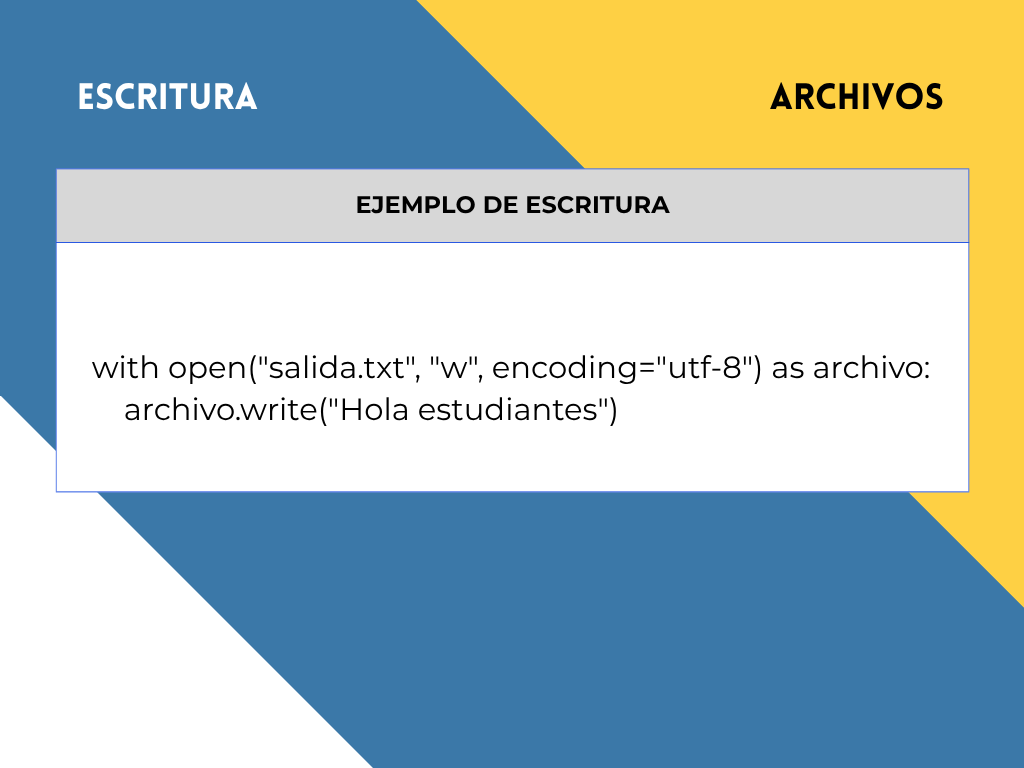 ESCRITURA
ARCHIVOS
EJEMPLO DE ESCRITURA
with open("salida.txt", "w", encoding="utf-8") as archivo:
    archivo.write("Hola estudiantes")